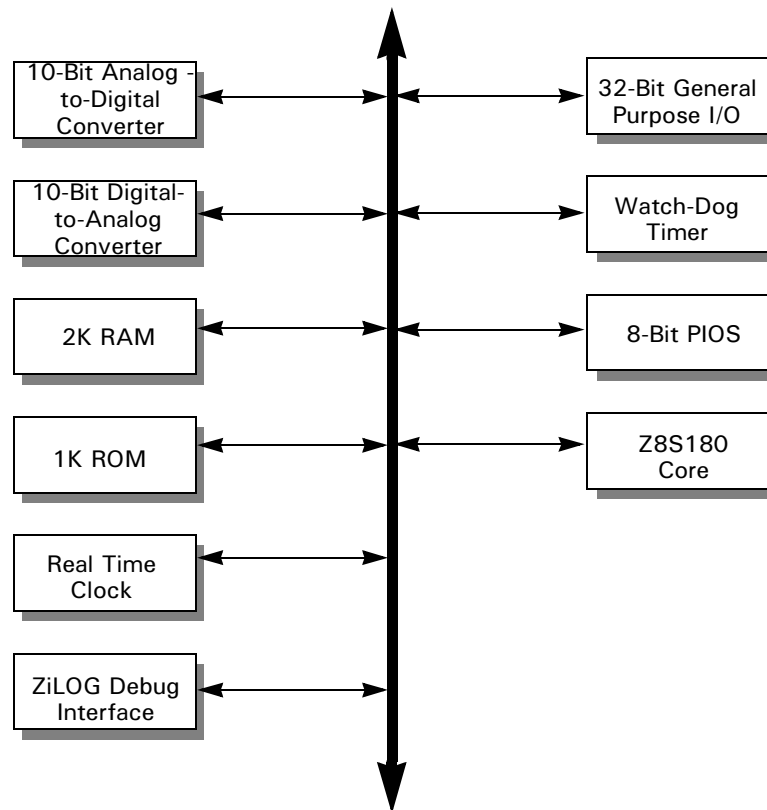 10-Bit Analog -
to-Digital
Converter
10-Bit Digital-
to-Analog
Converter
2K RAM
1K ROM
Real Time
Clock
ZiLOG Debug
Interface
32-Bit General
Purpose I/O
Watch-Dog
Timer
8-Bit PIOS
Z8S180
Core